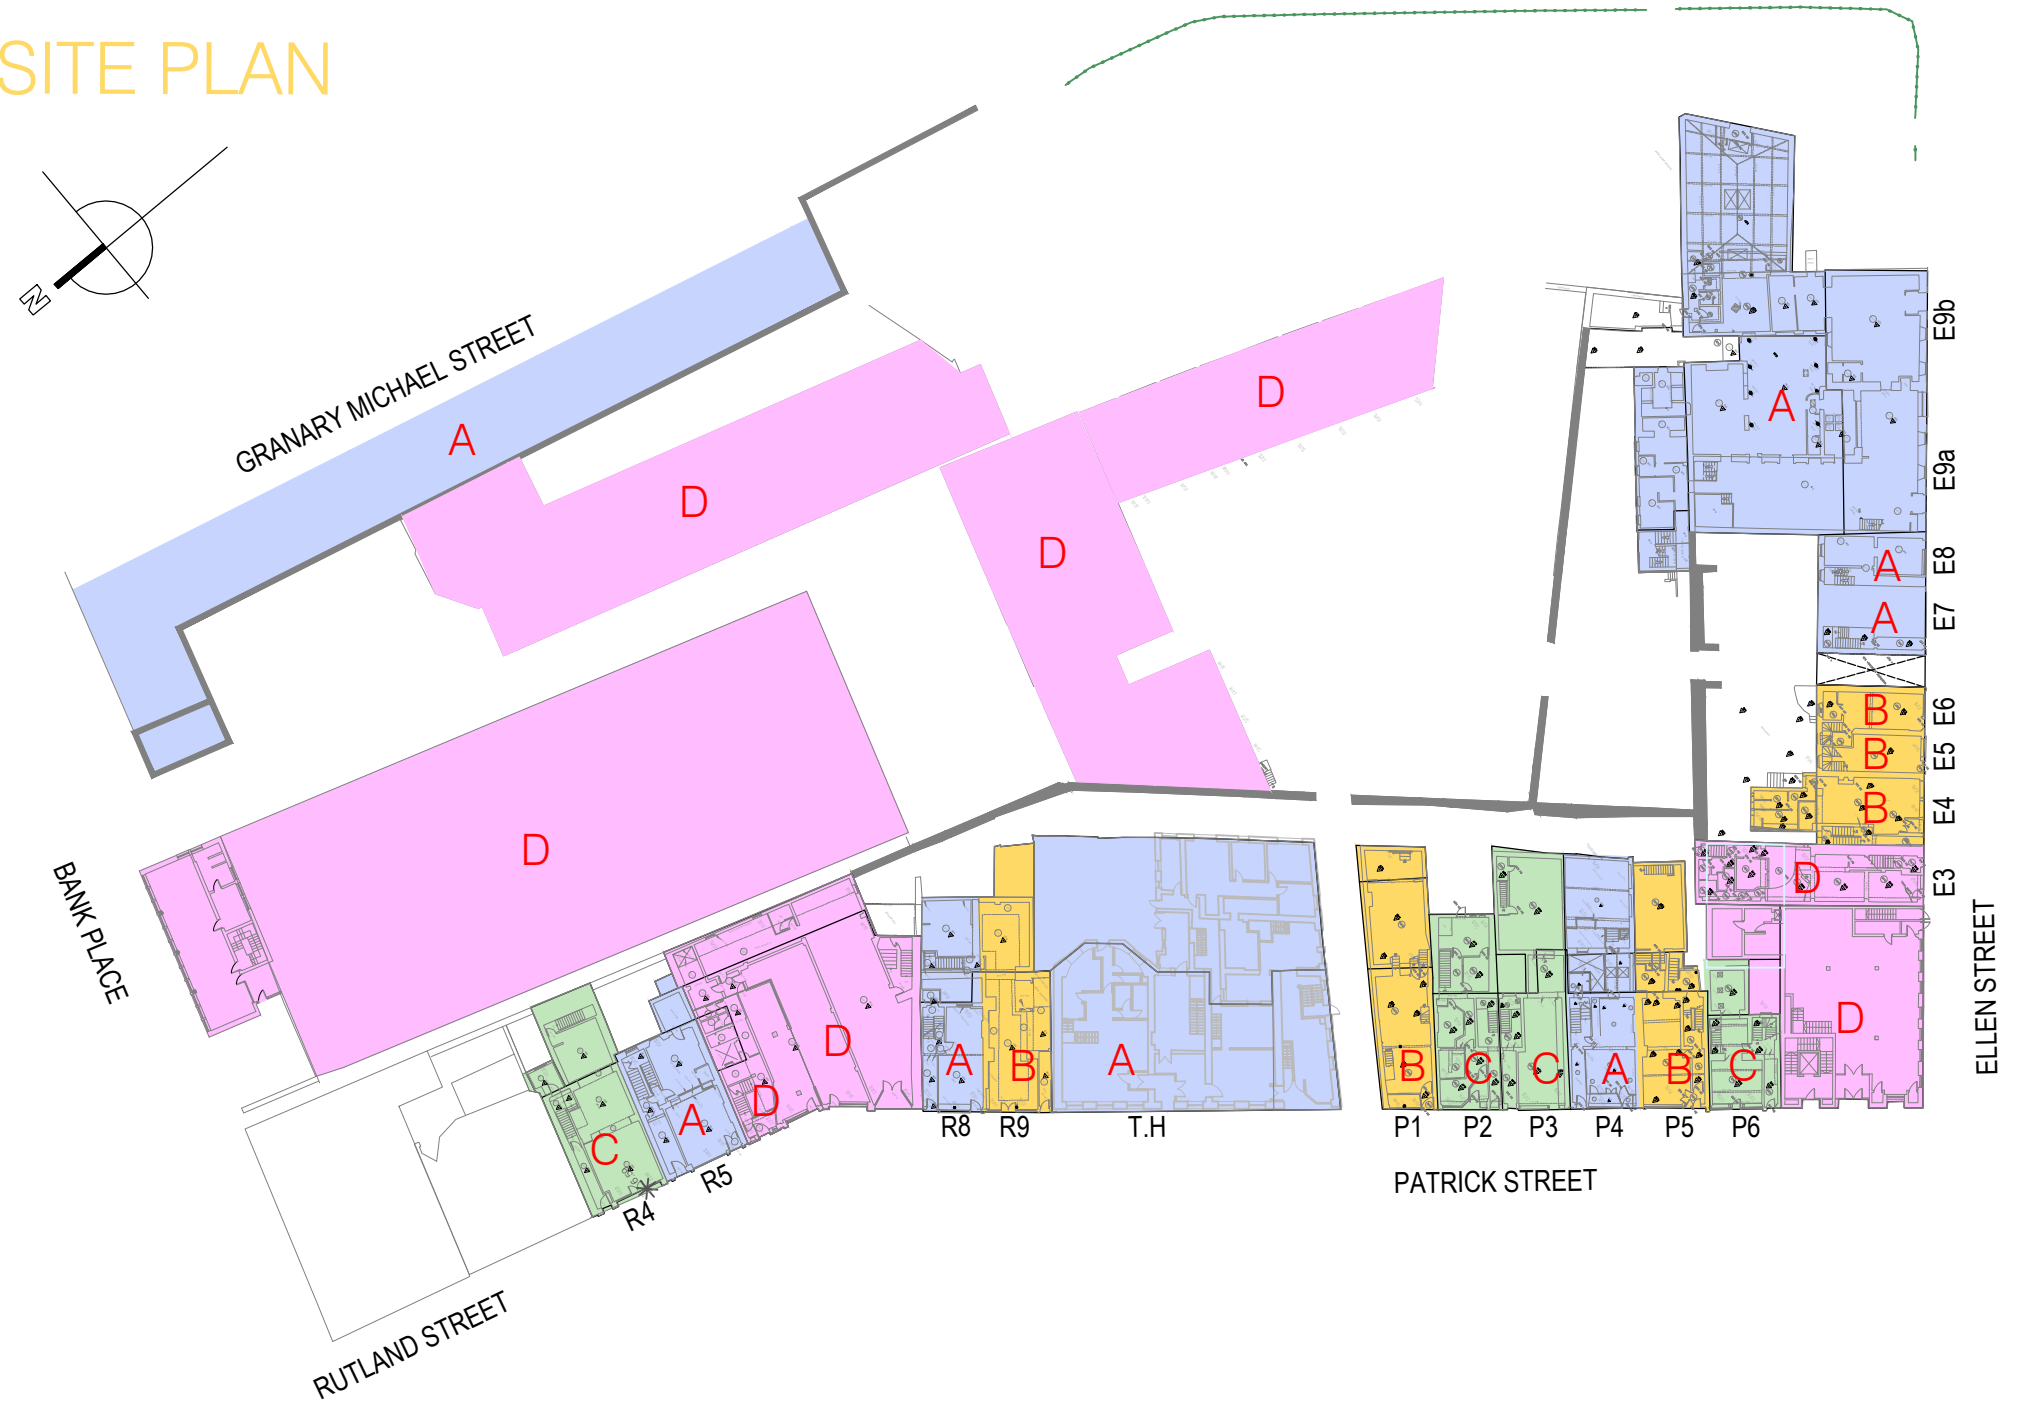 SITE PLAN
N
GRANARY MICHAEL STREET
A
D
D
D
D
BANK PLACE
E9b
A
E9a
E8
A
E7
A
E6
B
E5
B
E4
B
E3
D
ELLEN STREET
D
C
A
D
D
A
B
A
B
C
C
A
B
C
R4
R5
R8
R9
T.H
P1
P2
P3
P4
P5
P6
PATRICK STREET
RUTLAND STREET